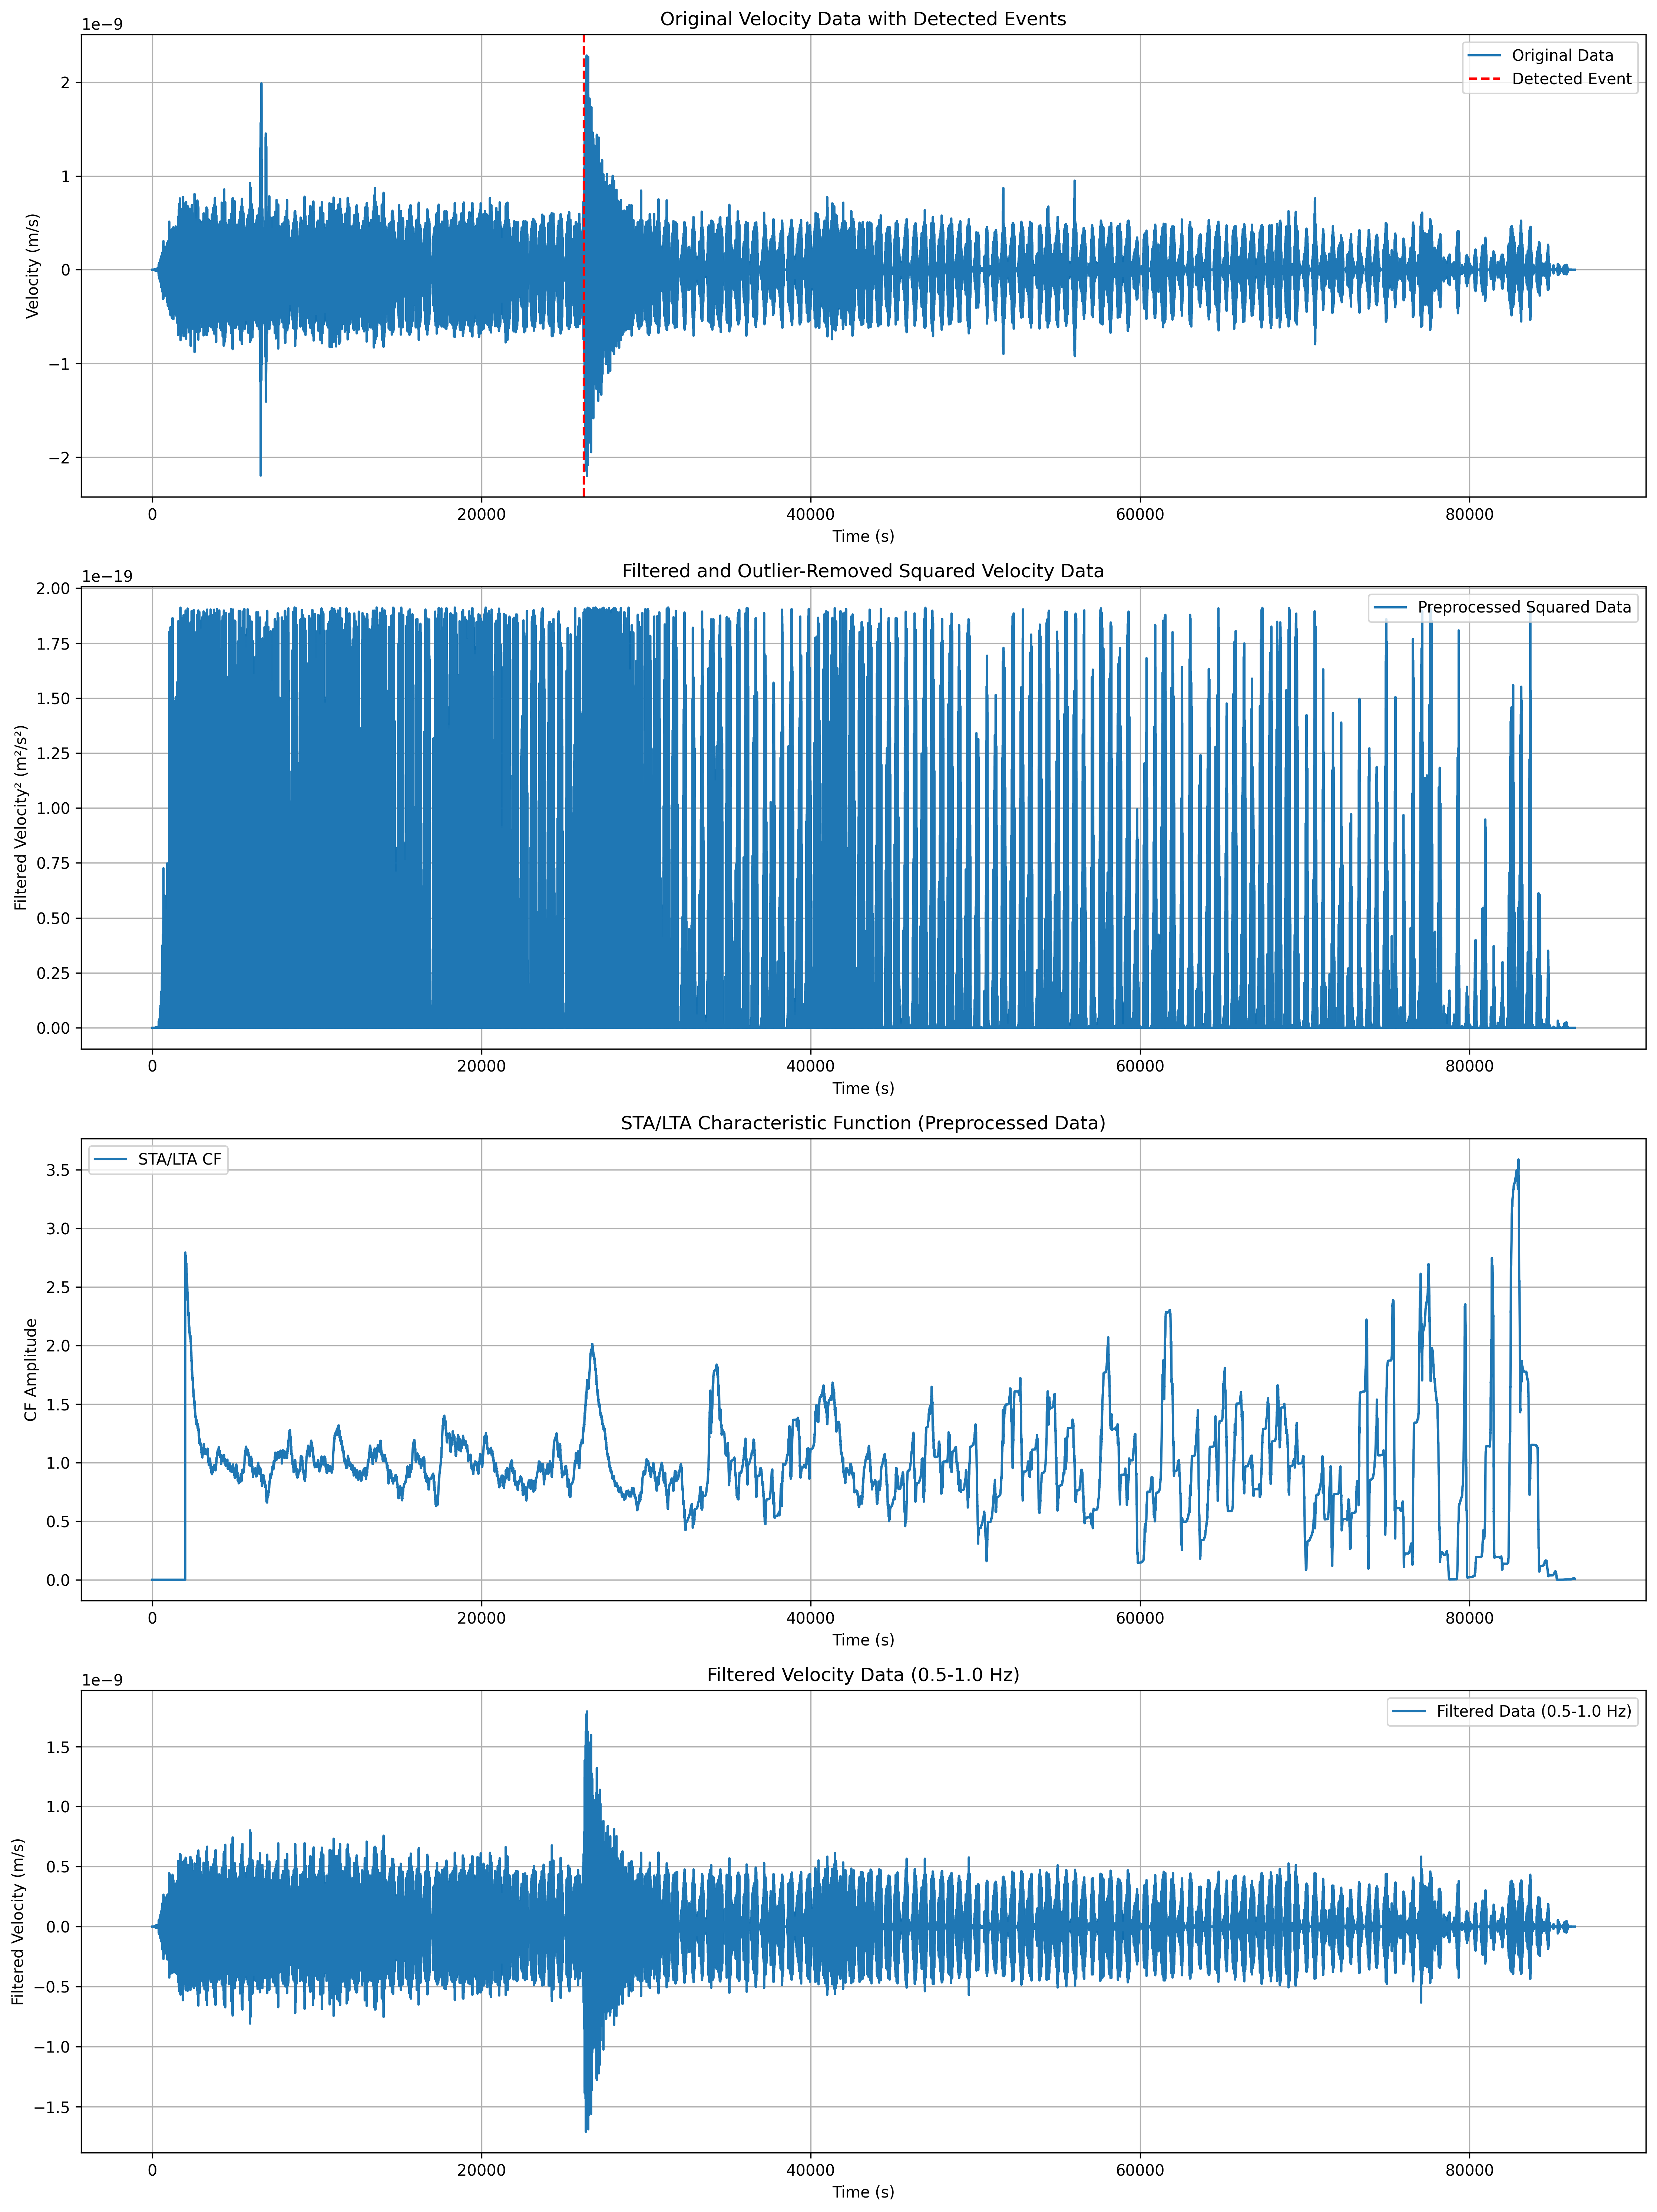 Original Velocity Data with Detected Events
1e−9
Original Data
Detected Event
2
1
0
−1
−2
Velocity (m/s)
0 20000 40000 60000 80000
Time (s)
Filtered and Outlier-Removed Squared Velocity Data
1e−19
Preprocessed Squared Data
2.00
1.75
1.50
1.25
1.00
0.75
0.50
0.25
0.00
Filtered Velocity² (m²/s²)
0 20000 40000 60000 80000
Time (s)
STA/LTA Characteristic Function (Preprocessed Data)
STA/LTA CF
3.5
3.0
2.5
2.0
1.5
1.0
0.5
0.0
CF Amplitude
0 20000 40000 60000 80000
Time (s)
Filtered Velocity Data (0.5-1.0 Hz)
1e−9
Filtered Data (0.5-1.0 Hz)
1.5
1.0
0.5
0.0
−0.5
−1.0
−1.5
Filtered Velocity (m/s)
0 20000 40000 60000 80000
Time (s)